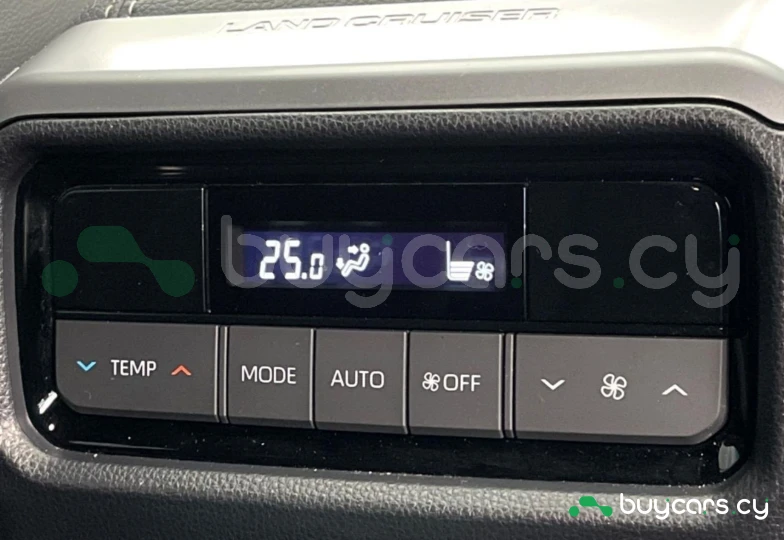 LAND CRUISER
buycars.cy
25.0
TEMP MODE AUTO OFF
buycars.cy